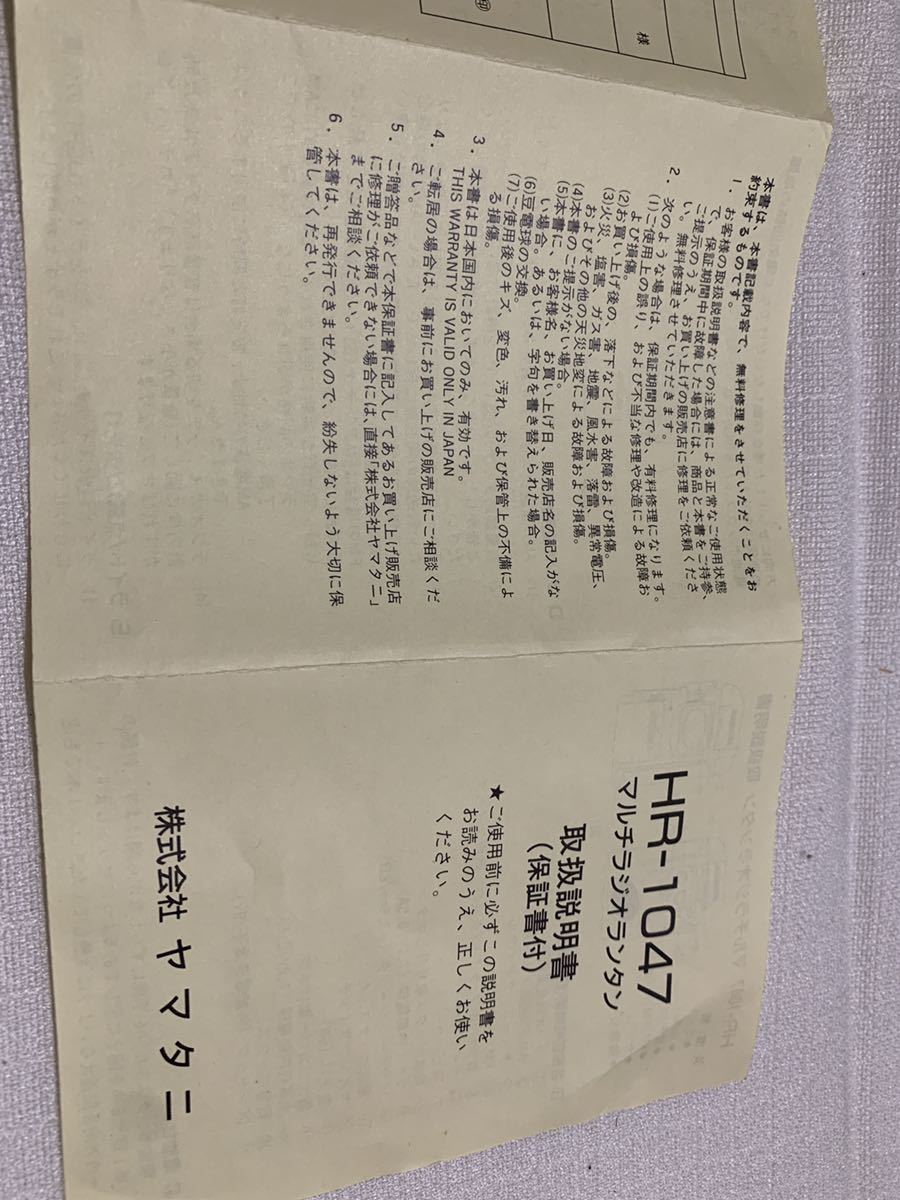 様
印
本書は、本書記載内容で、無料修理をさせていただくことをお
約束するものです。
1. お客様の取扱説明書などの注意書による正常なご使用状態
で、保証期間中に故障した場合には、商品と本書をご持参、
ご提示のうえ、お買い上げの販売店に修理をご依頼くださ
い。無料修理させていただきます。
2. 次のような場合は、保証期間内でも、有料修理になります。
(1)ご使用上の誤り、および不当な修理や改造による故障お
よび損傷。
(2)お買い上げ後の、落下などによる故障および損傷。
(3)火災、塩害、ガス害、地震、風水害、落雷、異常電圧、
およびその他の天災地変による故障および損傷。
(4)本書のご提示がない場合。
(5)本書に、お客様名、お買い上げ日、販売店名の記入がな
い場合。あるいは、字句を書き替えられた場合。
(6)豆電球の交換。
(7)ご使用後のキズ、変色、汚れ、および保管上の不備によ
る損傷。
3. 本書は日本国内においてのみ、有効です。
THIS WARRANTY IS VALID ONLY IN JAPAN
4. ご転居の場合は、事前にお買い上げの販売店にご相談くだ
さい。
5. ご贈答品などで本保証書に記入してあるお買い上げ販売店
に修理がご依頼できない場合には、直接「株式会社ヤマタニ」
までご相談ください。
6. 本書は、再発行できませんので、紛失しないよう大切に保
管してください。
HR-1047
マルチラジオランタン
取扱説明書
(保証書付)
★ご使用前に必ずこの説明書を
お読みのうえ、正しくお使い
ください。
株式会社 ヤマタニ